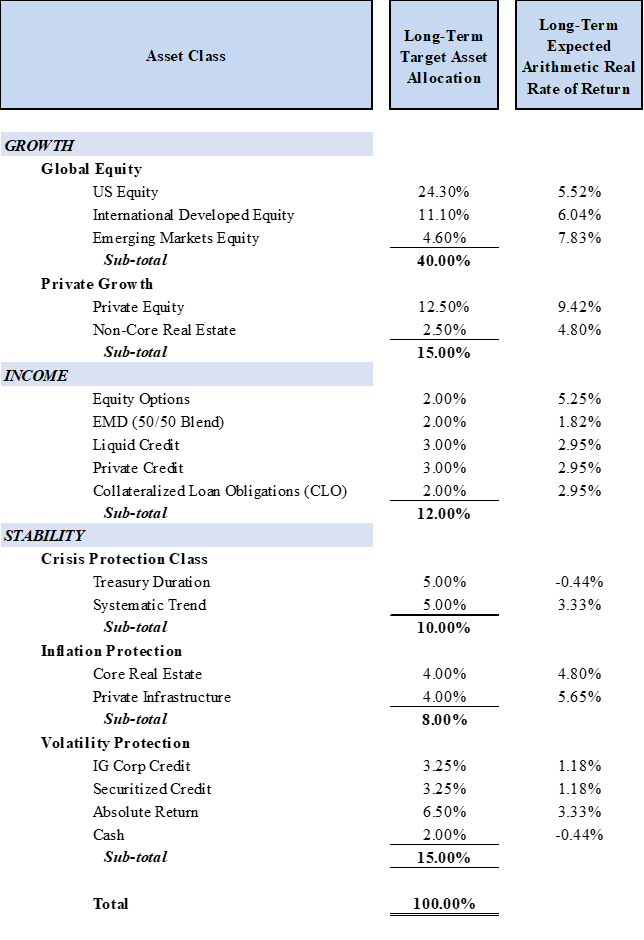 Asset Class
Long-Term
Target Asset
Allocation
Long-Term
Expected
Arithmetic Real
Rate of Return
GROWTH
Global Equity
US Equity 24.30% 5.52%
International Developed Equity 11.10% 6.04%
Emerging Markets Equity 4.60% 7.83%
Sub-total 40.00%
Private Growth
Private Equity 12.50% 9.42%
Non-Core Real Estate 2.50% 4.80%
Sub-total 15.00%
INCOME
Equity Options 2.00% 5.25%
EMD (50/50 Blend) 2.00% 1.82%
Liquid Credit 3.00% 2.95%
Private Credit 3.00% 2.95%
Collateralized Loan Obligations (CLO) 2.00% 2.95%
Sub-total 12.00%
STABILITY
Crisis Protection Class
Treasury Duration 5.00% -0.44%
Systematic Trend 5.00% 3.33%
Sub-total 10.00%
Inflation Protection
Core Real Estate 4.00% 4.80%
Private Infrastructure 4.00% 5.65%
Sub-total 8.00%
Volatility Protection
IG Corp Credit 3.25% 1.18%
Securitized Credit 3.25% 1.18%
Absolute Return 6.50% 3.33%
Cash 2.00% -0.44%
Sub-total 15.00%
Total 100.00%